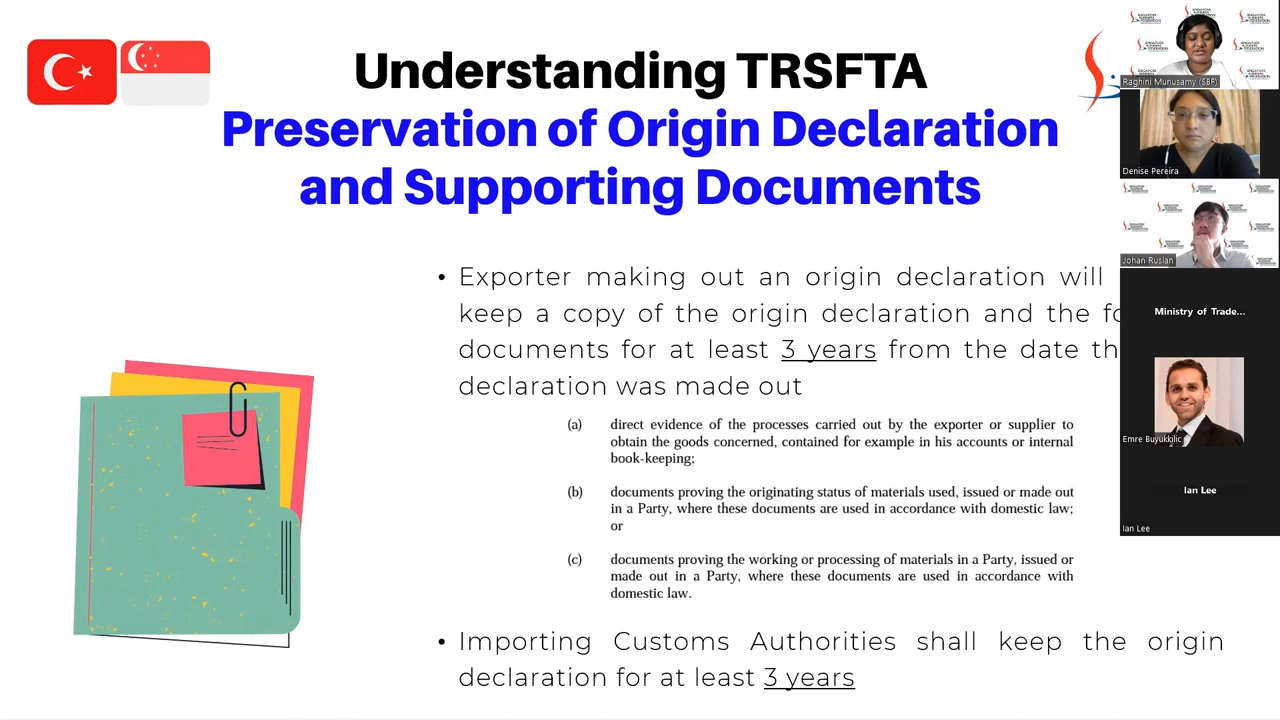 Understanding TRSFTA
Preservation of Origin Declaration
and Supporting Documents
• Exporter making out an origin declaration will
keep a copy of the origin declaration and the
documents for at least 3 years from the date
declaration was made out
(a) direct evidence of the processes carried out by the exporter or supplier to
obtain the goods concerned, contained for example in his accounts or internal
book-keeping;
(b) documents proving the originating status of materials used, issued or made out
in a Party, where these documents are used in accordance with domestic law;
or
(c) documents proving the working or processing of materials in a Party, issued or
made out in a Party, where these documents are used in accordance with
domestic law.
• Importing Customs Authorities shall keep the origin
declaration for at least 3 years
Raghini Munusamy (SBF)
Denise Pereira
Johan Ruslan
Ministry of Trade...
Emre Buyukkilic
Ian Lee
Ian Lee